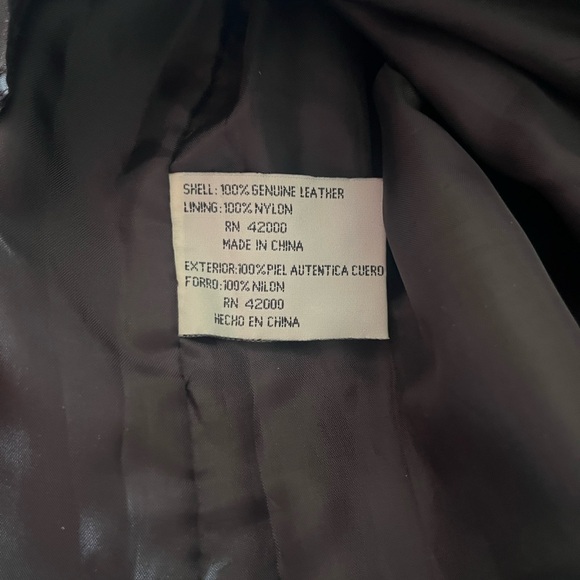 SHELL: 100% GENUINE LEATHER
LINING: 100% NYLON
RN 42000
MADE IN CHINA
EXTERIOR: 100% PIEL AUTENTICA CUERO
FORRO: 100% NILON
RN 42000
HECHO EN CHINA